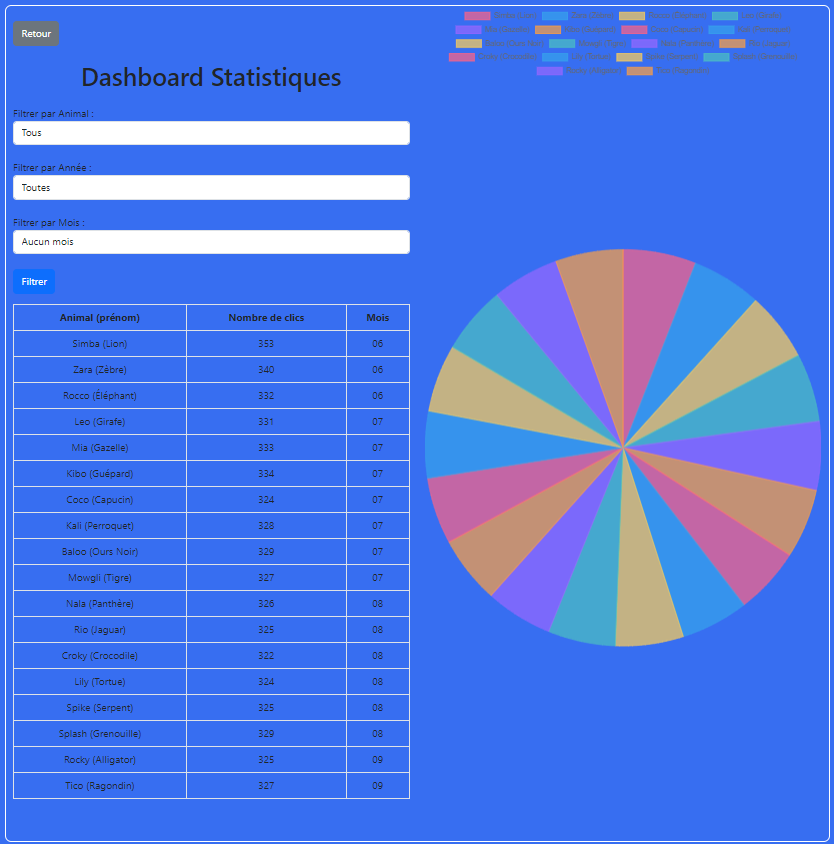 Retour
Dashboard Statistiques
Filtrer par Animal :
Tous
Filtrer par Année :
Toutes
Filtrer par Mois :
Aucun mois
Filtrer
Animal (prénom) Nombre de clics Mois
Simba (Lion) 353 06
Zara (Zèbre) 340 06
Rocco (Éléphant) 332 06
Leo (Girafe) 331 07
Mia (Gazelle) 333 07
Kibo (Guépard) 334 07
Coco (Capucin) 324 07
Kali (Perroquet) 328 07
Baloo (Ours Noir) 329 07
Mowgli (Tigre) 327 07
Nala (Panthère) 326 08
Rio (Jaguar) 325 08
Croky (Crocodile) 322 08
Lily (Tortue) 324 08
Spike (Serpent) 325 08
Splash (Grenouille) 329 08
Rocky (Alligator) 325 09
Tico (Ragondin) 327 09